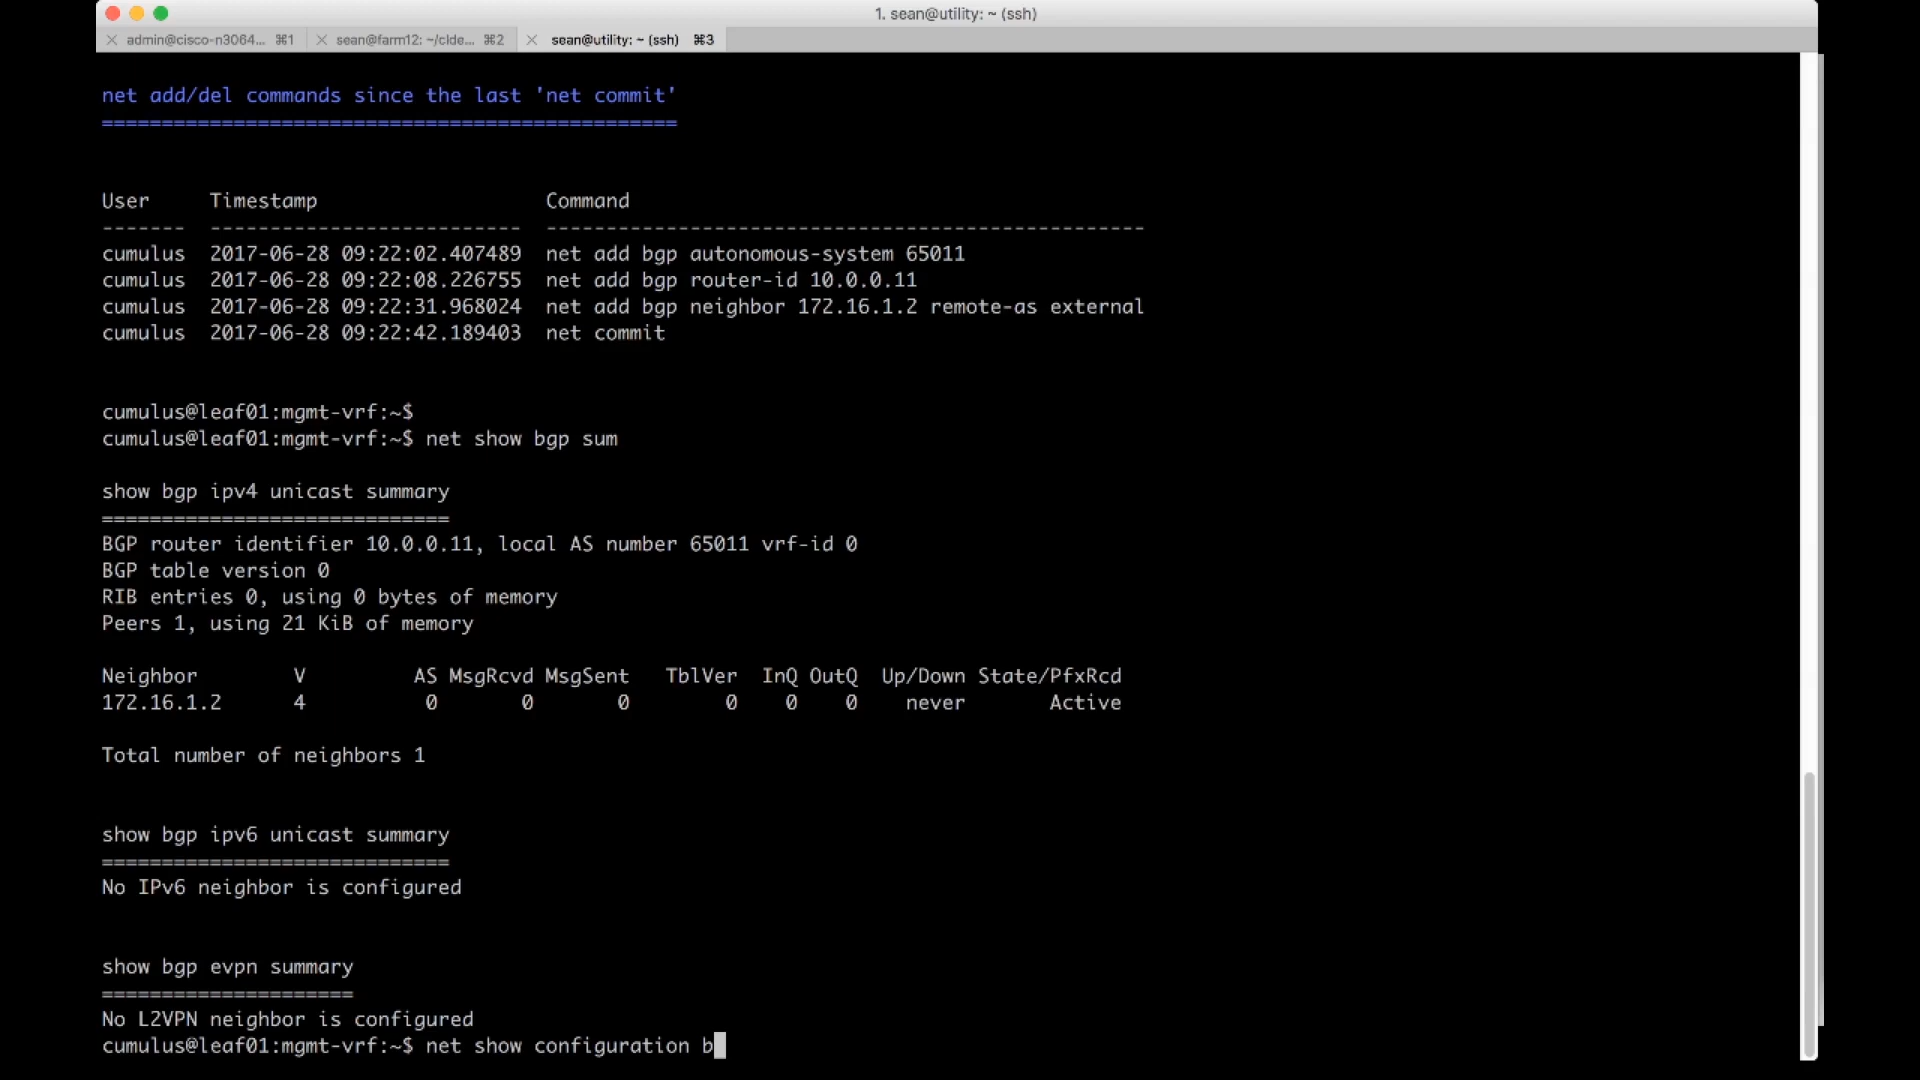 1. sean@utility: ~ (ssh)
admin@cisco-n3064... ⌘1 sean@farm12: ~/clde... ⌘2 sean@utility: ~ (ssh) ⌘3
net add/del commands since the last 'net commit'
================================================
User Timestamp Command
------- -------------------------- --------------------------------------------------
cumulus 2017-06-28 09:22:02.407489 net add bgp autonomous-system 65011
cumulus 2017-06-28 09:22:08.226755 net add bgp router-id 10.0.0.11
cumulus 2017-06-28 09:22:31.968024 net add bgp neighbor 172.16.1.2 remote-as external
cumulus 2017-06-28 09:22:42.189403 net commit
cumulus@leaf01:mgmt-vrf:~$
cumulus@leaf01:mgmt-vrf:~$ net show bgp sum
show bgp ipv4 unicast summary
=============================
BGP router identifier 10.0.0.11, local AS number 65011 vrf-id 0
BGP table version 0
RIB entries 0, using 0 bytes of memory
Peers 1, using 21 KiB of memory
Neighbor V AS MsgRcvd MsgSent TblVer InQ OutQ Up/Down State/PfxRcd
172.16.1.2 4 0 0 0 0 0 0 never Active
Total number of neighbors 1
show bgp ipv6 unicast summary
=============================
No IPv6 neighbor is configured
show bgp evpn summary
=====================
No L2VPN neighbor is configured
cumulus@leaf01:mgmt-vrf:~$ net show configuration b